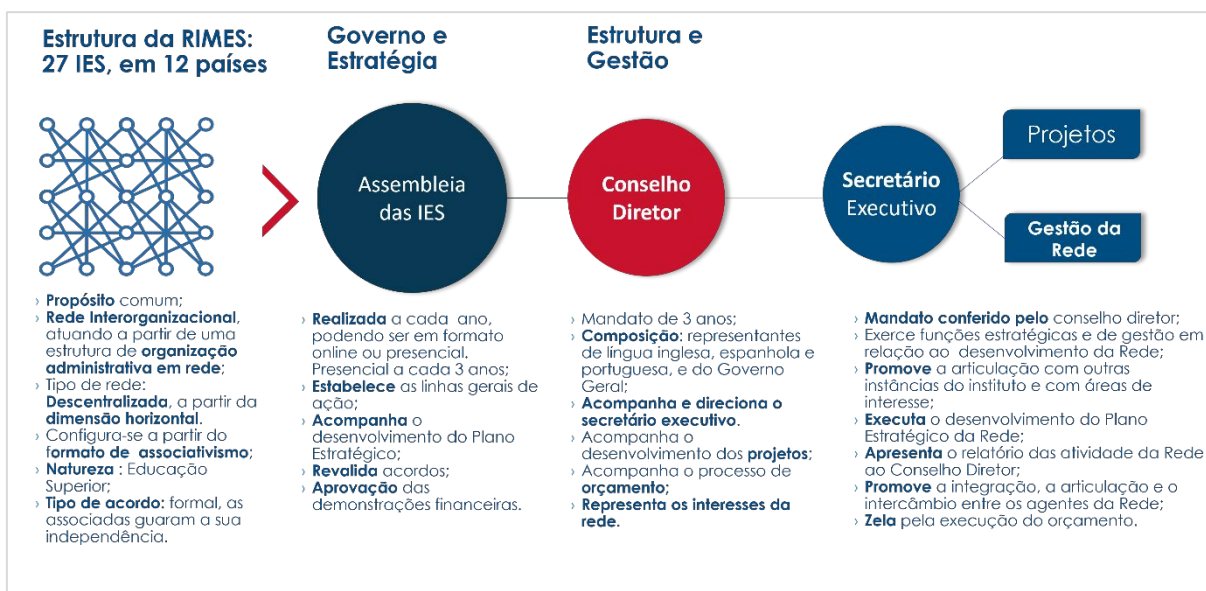 Estrutura da RIMES:
27 IES, em 12 países
Governo e
Estratégia
Estrutura e
Gestão
Assembleia
das IES
Conselho
Diretor
Secretário
Executivo
Projetos
Gestão da
Rede
› Propósito comum;
› Rede Interorganizacional,
atuando a partir de uma
estrutura de organização
administrativa em rede;
› Tipo de rede:
Descentralizada, a partir da
dimensão horizontal.
› Configura-se a partir do
formato de associativismo;
› Natureza : Educação
Superior;
› Tipo de acordo: formal, as
associadas guaram a sua
independência.
› Realizada a cada ano,
podendo ser em formato
online ou presencial.
Presencial a cada 3 anos;
› Estabelece as linhas gerais de
ação;
› Acompanha o
desenvolvimento do Plano
Estratégico;
› Revalida acordos;
› Aprovação das
demonstrações financeiras.
› Mandato de 3 anos;
› Composição: representantes
de língua inglesa, espanhola e
portuguesa, e do Governo
Geral;
› Acompanha e direciona o
secretário executivo.
› Acompanha o
desenvolvimento dos projetos;
› Acompanha o processo de
orçamento;
› Representa os interesses da
rede.
› Mandato conferido pelo conselho diretor;
› Exerce funções estratégicas e de gestão em
relação ao desenvolvimento da Rede;
› Promove a articulação com outras
instâncias do instituto e com áreas de
interesse;
› Executa o desenvolvimento do Plano
Estratégico da Rede;
› Apresenta o relatório das atividade da Rede
ao Conselho Diretor;
› Promove a integração, a articulação e o
intercâmbio entre os agentes da Rede;
› Zela pela execução do orçamento.